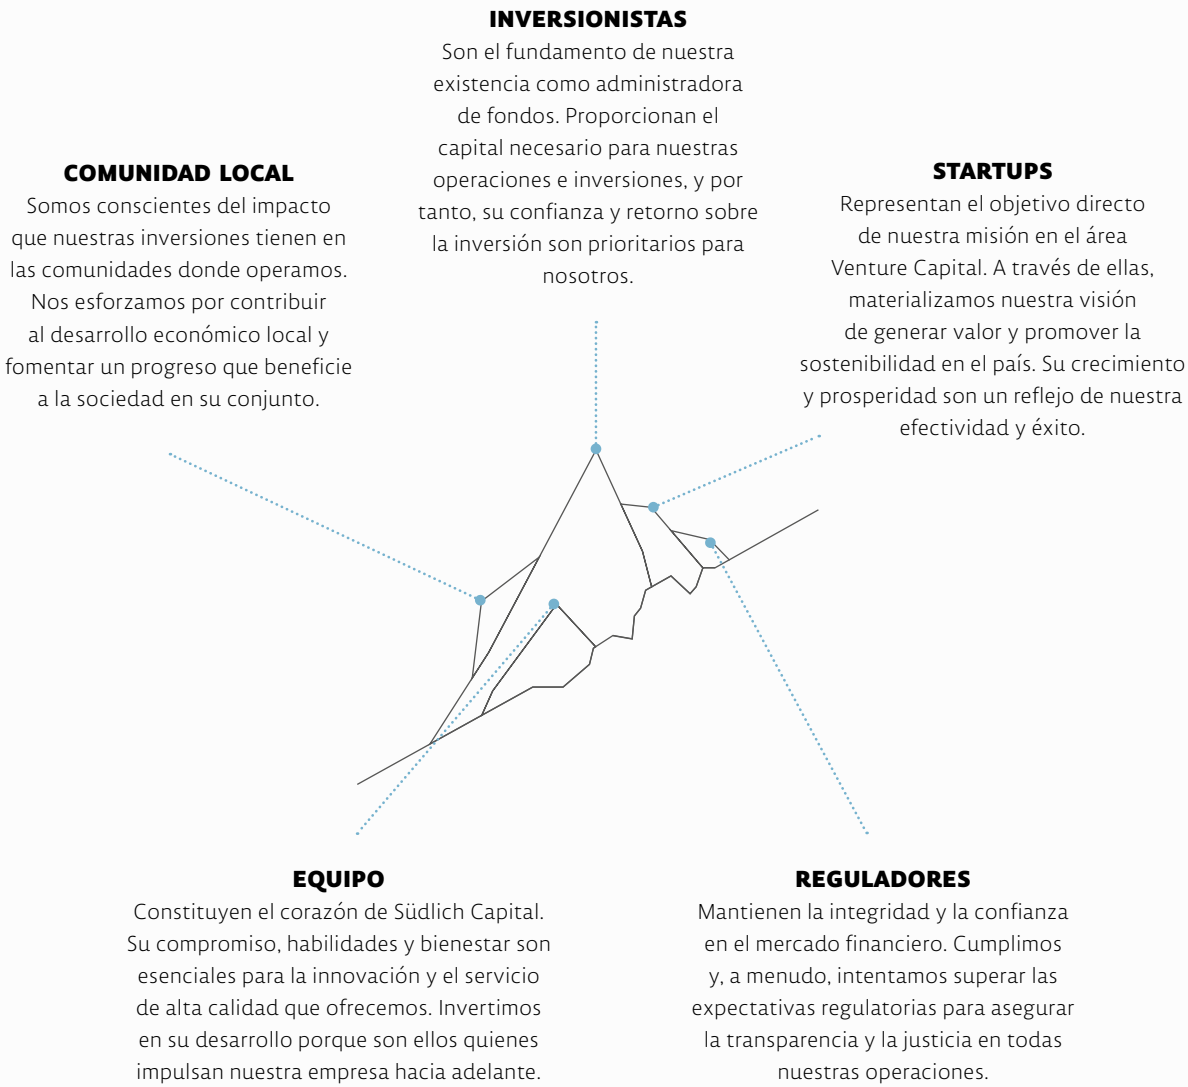 INVERSIONISTAS
Son el fundamento de nuestra
existencia como administradora
de fondos. Proporcionan el
capital necesario para nuestras
operaciones e inversiones, y por
tanto, su confianza y retorno sobre
la inversión son prioritarios para
nosotros.
COMUNIDAD LOCAL
Somos conscientes del impacto
que nuestras inversiones tienen en
las comunidades donde operamos.
Nos esforzamos por contribuir
al desarrollo económico local y
fomentar un progreso que beneficie
a la sociedad en su conjunto.
STARTUPS
Representan el objetivo directo
de nuestra misión en el área
Venture Capital. A través de ellas,
materializamos nuestra visión
de generar valor y promover la
sostenibilidad en el país. Su crecimiento
y prosperidad son un reflejo de nuestra
efectividad y éxito.
EQUIPO
Constituyen el corazón de Südlich Capital.
Su compromiso, habilidades y bienestar son
esenciales para la innovación y el servicio
de alta calidad que ofrecemos. Invertimos
en su desarrollo porque son ellos quienes
impulsan nuestra empresa hacia adelante.
REGULADORES
Mantienen la integridad y la confianza
en el mercado financiero. Cumplimos
y, a menudo, intentamos superar las
expectativas regulatorias para asegurar
la transparencia y la justicia en todas
nuestras operaciones.